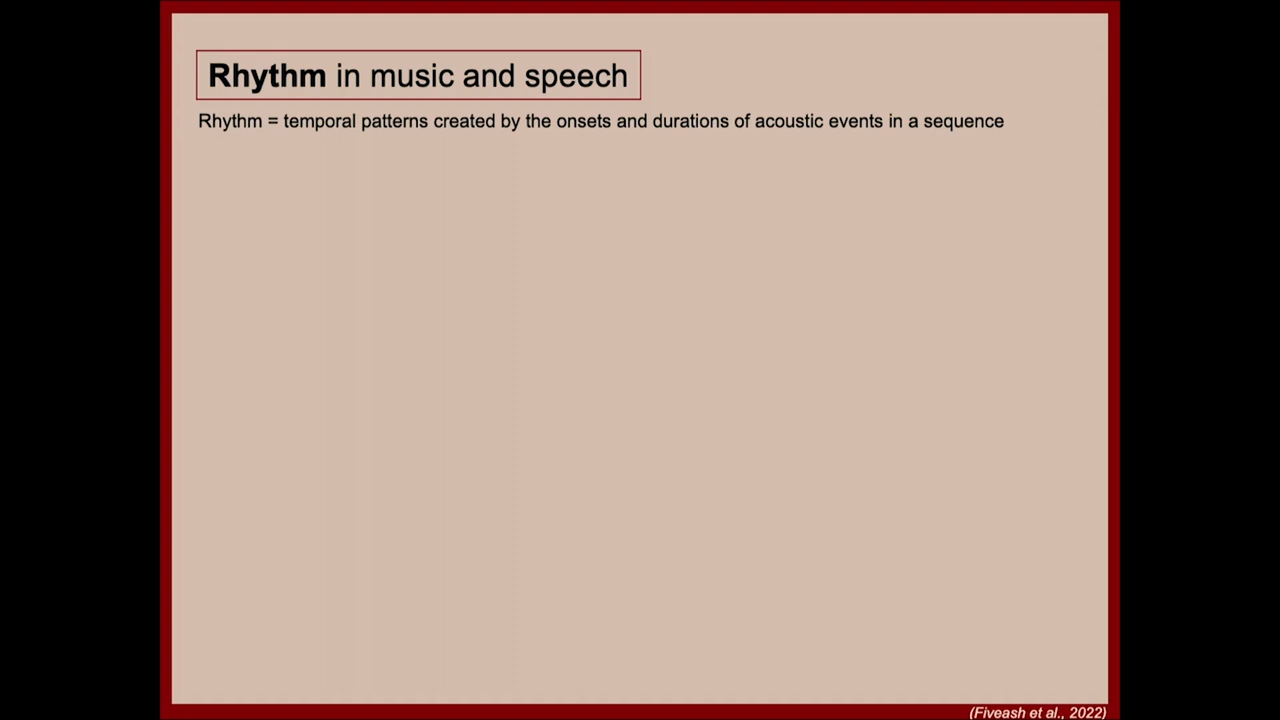 Rhythm in music and speech
Rhythm = temporal patterns created by the onsets and durations of acoustic events in a sequence
(Fiveash et al., 2022)